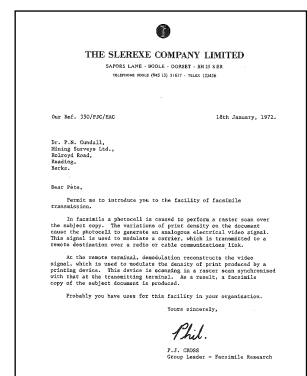 THE SLEREXE COMPANY LIMITED
SAPORS LANE - BOOLE - DORSET - BH 25 8 ER
TELEPHONE BOOLE (945 13) 51617 - TELEX 123456
Our Ref. 350/PJC/EAC 18th January, 1972.
Dr. P.N. Cundall,
Mining Surveys Ltd.,
Holroyd Road,
Reading,
Berks.
Dear Pete,
Permit me to introduce you to the facility of facsimile
transmission.
In facsimile a photocell is caused to perform a raster scan over
the subject copy. The variations of print density on the document
cause the photocell to generate an analogous electrical video signal.
This signal is used to modulate a carrier, which is transmitted to a
remote destination over a radio or cable communications link.
At the remote terminal, demodulation reconstructs the video
signal, which is used to modulate the density of print produced by a
printing device. This device is scanning in a raster scan synchronised
with that at the transmitting terminal. As a result, a facsimile
copy of the subject document is produced.
Probably you have uses for this facility in your organisation.
Yours sincerely,
Phil.
P.J. CROSS
Group Leader - Facsimile Research